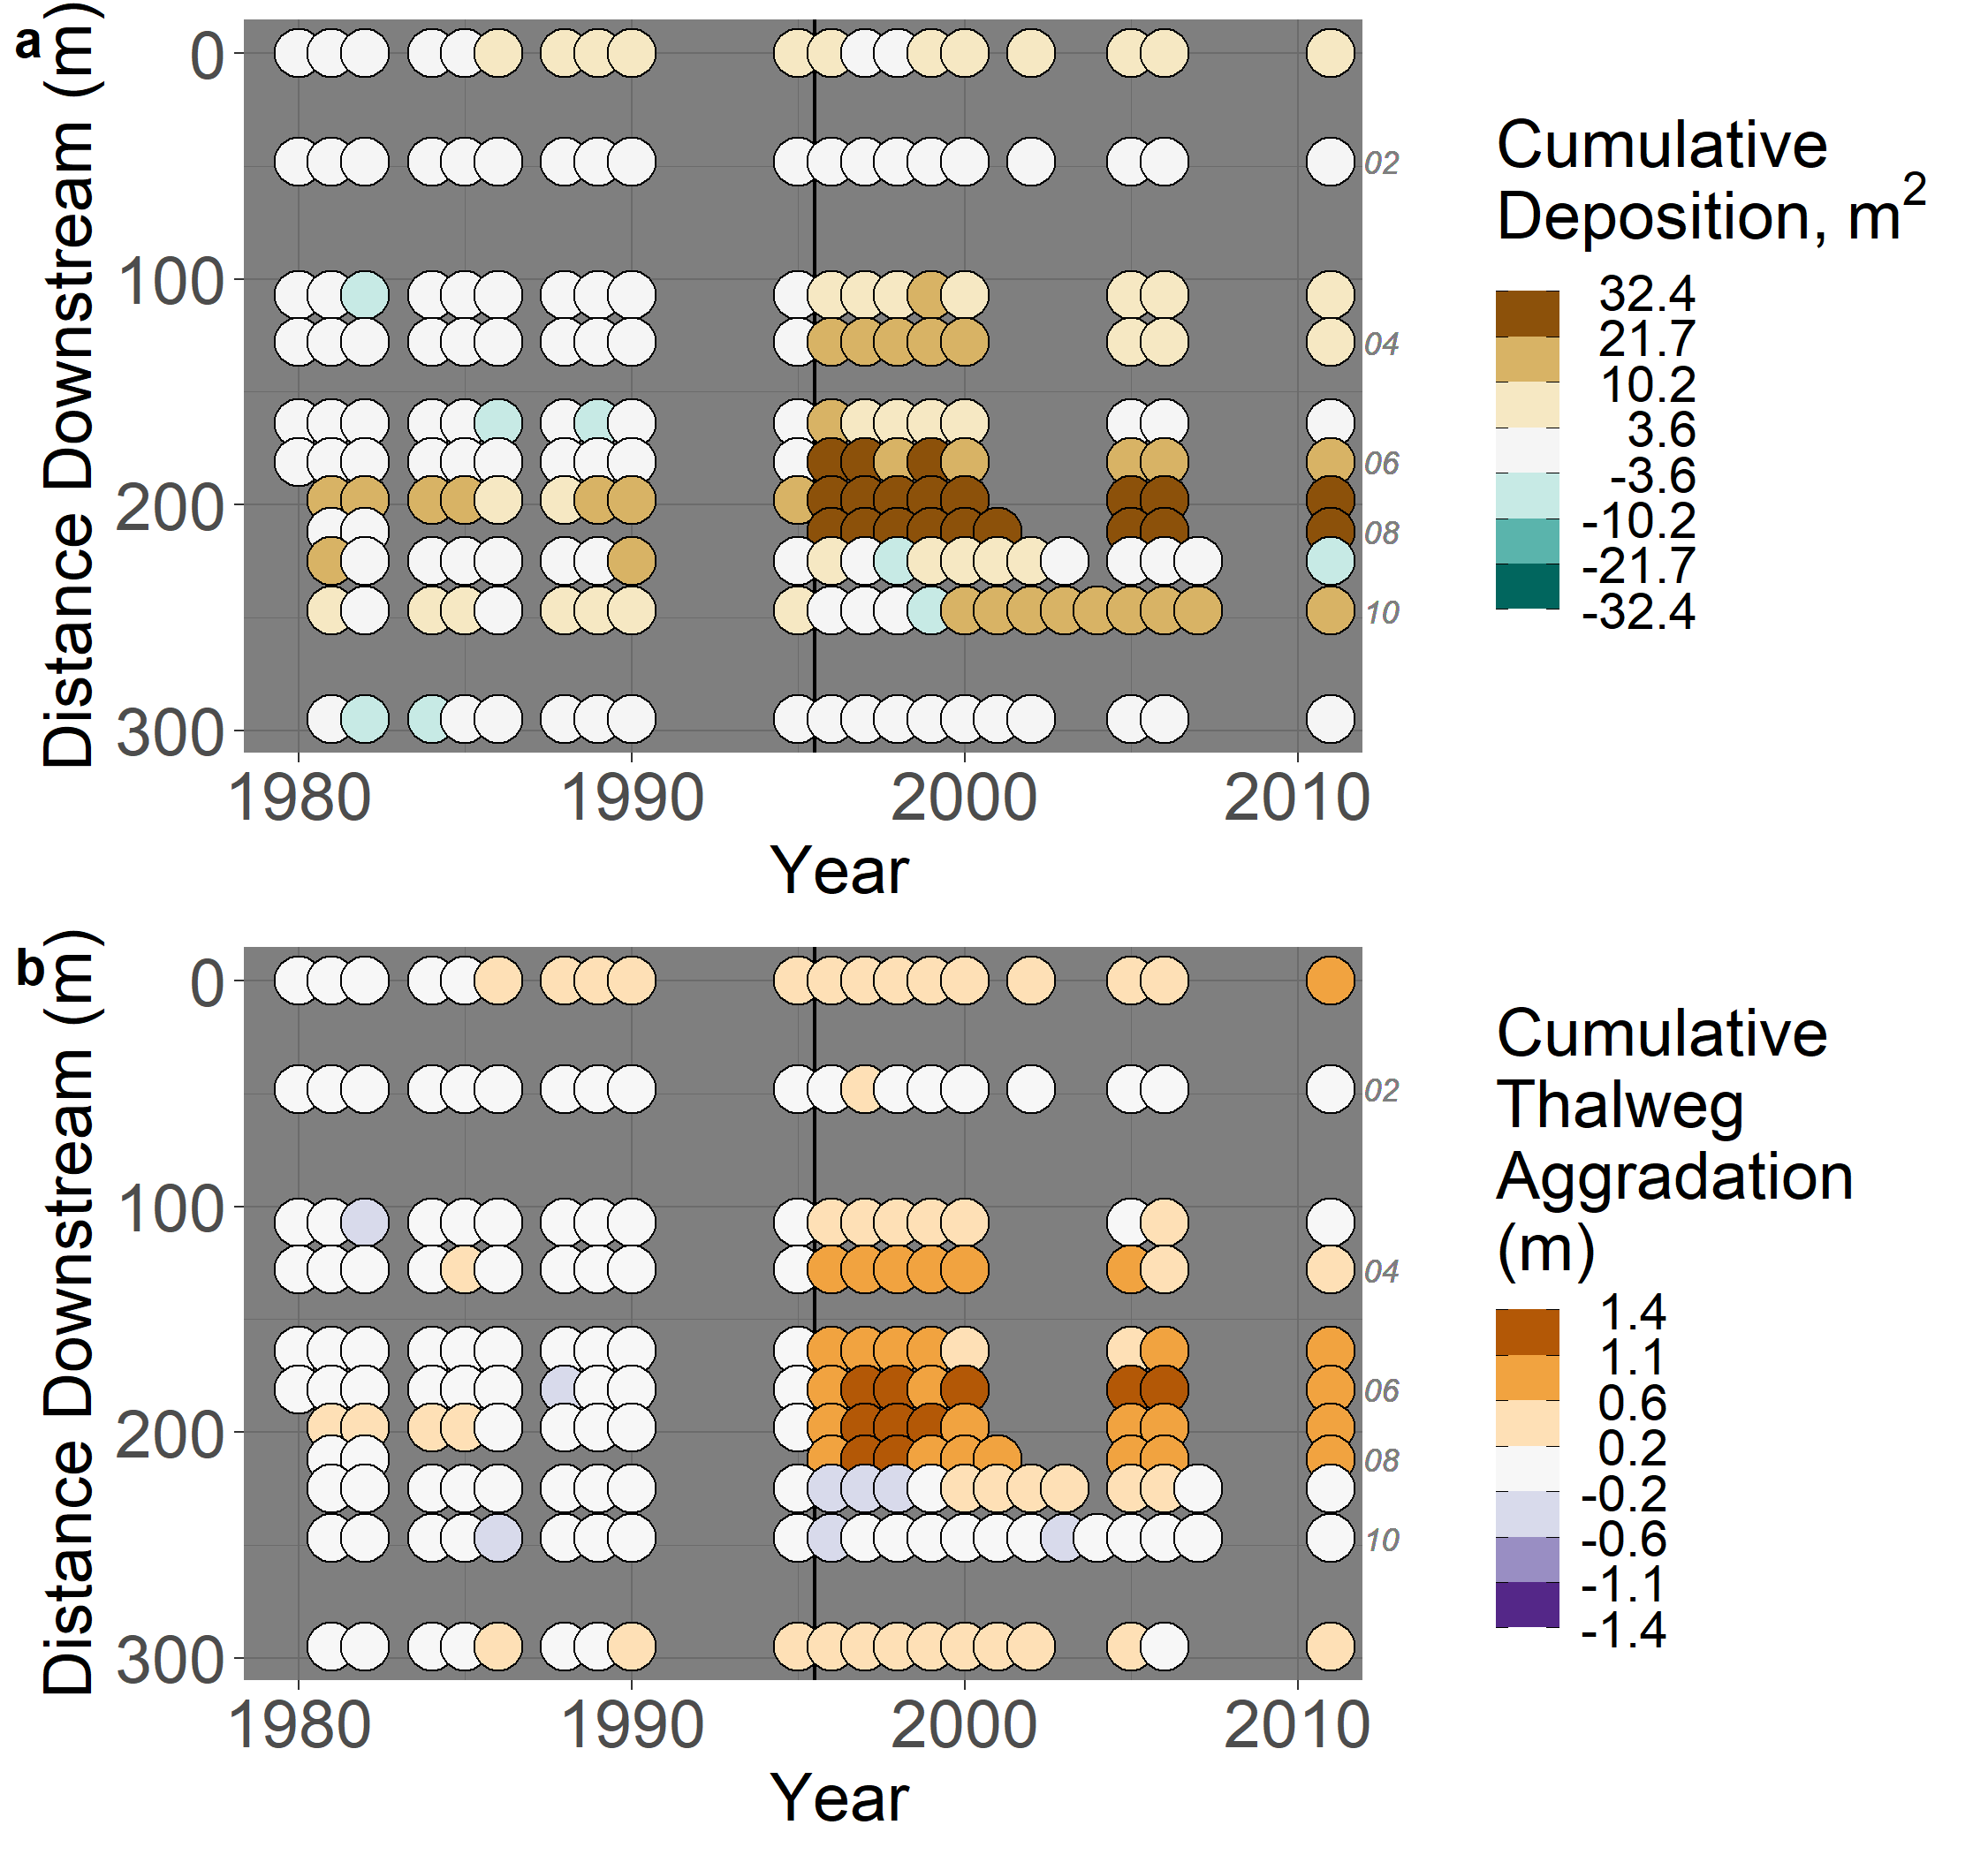 a
Distance Downstream (m)
0
100
200
300
02
04
06
08
10
1980 1990 2000 2010
Year
Cumulative
Deposition, m²
32.4
21.7
10.2
3.6
-3.6
-10.2
-21.7
-32.4
b
Distance Downstream (m)
0
100
200
300
02
04
06
08
10
1980 1990 2000 2010
Year
Cumulative
Thalweg
Aggradation
(m)
1.4
1.1
0.6
0.2
-0.2
-0.6
-1.1
-1.4